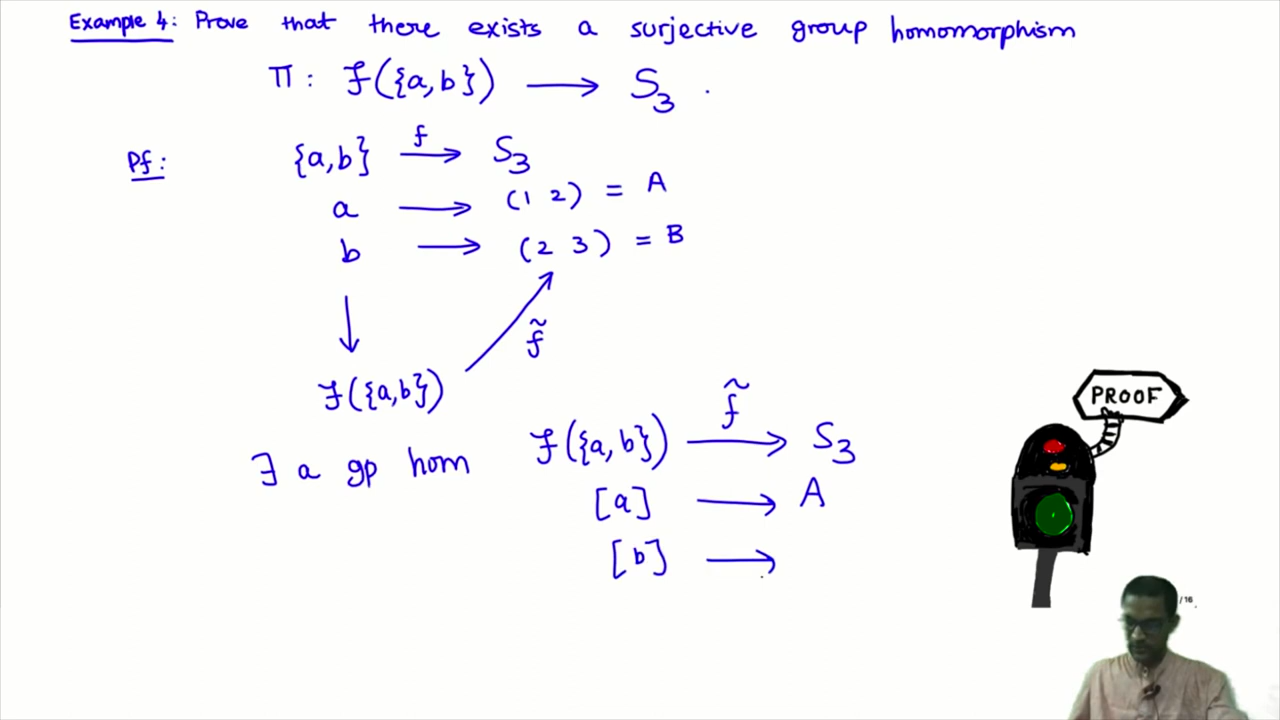 Example 4: Prove that there exists a surjective group homomorphism
π : F({a,b}) ⟶ S₃ .
Pf: {a,b} ⟶ S₃
f
a ⟶ (1 2) = A
b ⟶ (2 3) = B
f̃
F({a,b})
∃ a gp hom F({a,b}) ⟶ S₃
f̃
[a] ⟶ A
[b] ⟶
PROOF
/ 16